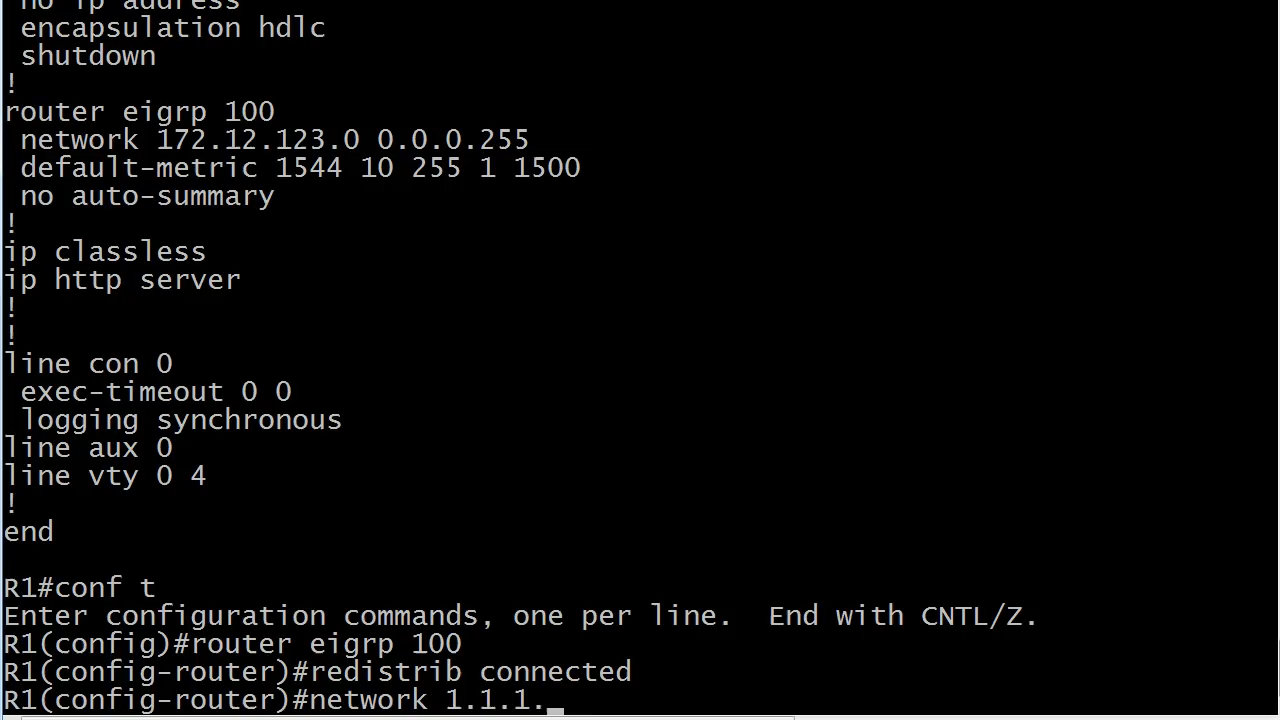 no ip address
encapsulation hdlc
shutdown
!
router eigrp 100
network 172.12.123.0 0.0.0.255
default-metric 1544 10 255 1 1500
no auto-summary
!
ip classless
ip http server
!
!
line con 0
exec-timeout 0 0
logging synchronous
line aux 0
line vty 0 4
!
end
R1#conf t
Enter configuration commands, one per line.  End with CNTL/Z.
R1(config)#router eigrp 100
R1(config-router)#redistrib connected
R1(config-router)#network 1.1.1.